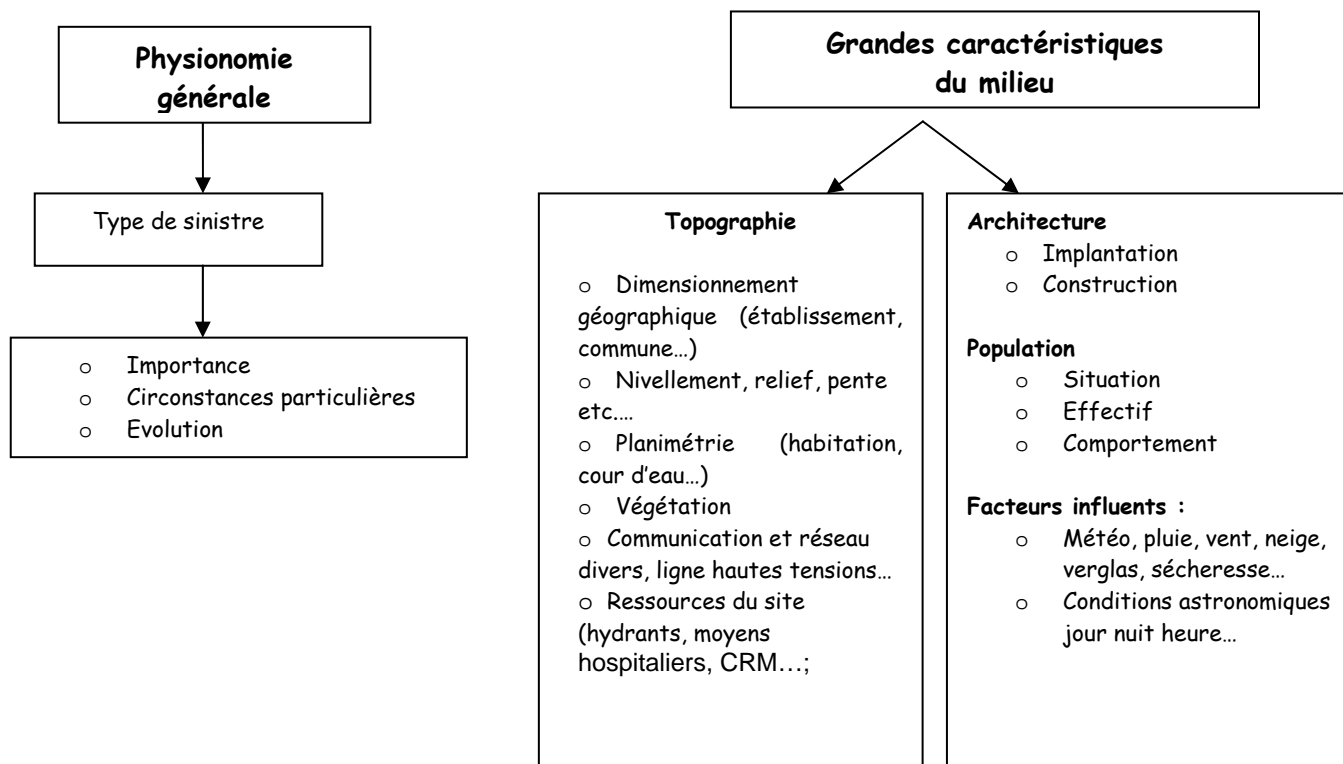 Physionomie
générale
Type de sinistre
o Importance
o Circonstances particulières
o Evolution
Grandes caractéristiques
du milieu
Topographie
o Dimensionnement
géographique (établissement,
commune…)
o Nivellement, relief, pente
etc.…
o Planimétrie (habitation,
cour d'eau…)
o Végétation
o Communication et réseau
divers, ligne hautes tensions…
o Ressources du site
(hydrants, moyens
hospitaliers, CRM…;
Architecture
o Implantation
o Construction
Population
o Situation
o Effectif
o Comportement
Facteurs influents :
o Météo, pluie, vent, neige,
verglas, sécheresse…
o Conditions astronomiques
jour nuit heure…